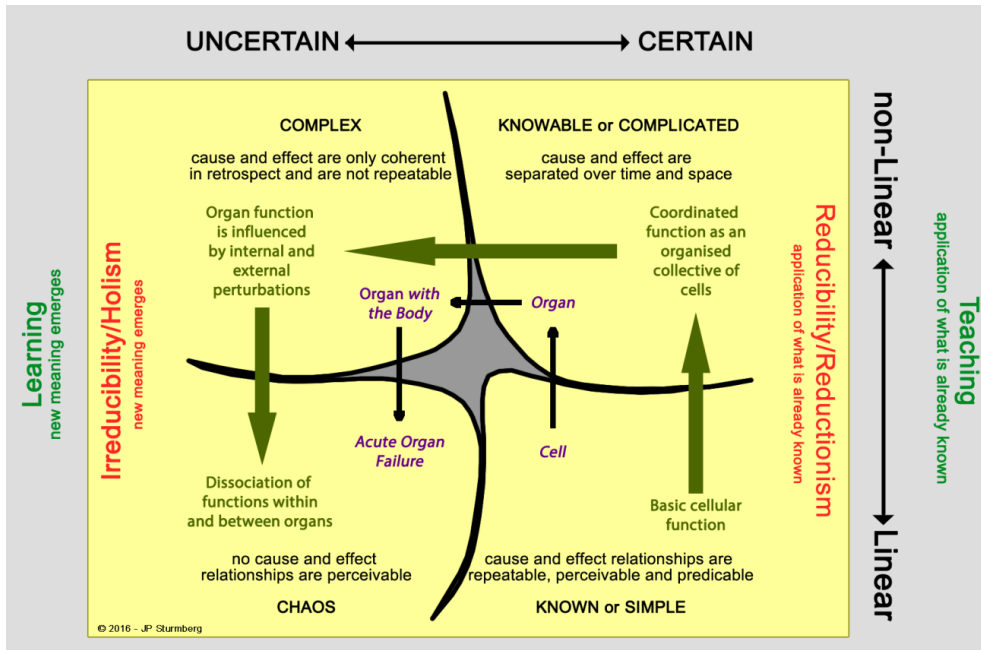 UNCERTAIN
CERTAIN
COMPLEX
cause and effect are only coherent
in retrospect and are not repeatable
KNOWABLE or COMPLICATED
cause and effect are
separated over time and space
Organ function
is influenced
by internal and
external
perturbations
Coordinated
function as an
organised
collective of
cells
Organ with
the Body
Organ
Acute Organ
Failure
Cell
Dissociation of
functions within
and between organs
Basic cellular
function
no cause and effect
relationships are perceivable
CHAOS
cause and effect relationships are
repeatable, perceivable and predicable
KNOWN or SIMPLE
© 2016 - JP Sturmberg
Learning
new meaning emerges
Irreducibility/Holism
new meaning emerges
Reducibility/Reductionism
application of what is already known
non-Linear
Linear
Teaching
application of what is already known